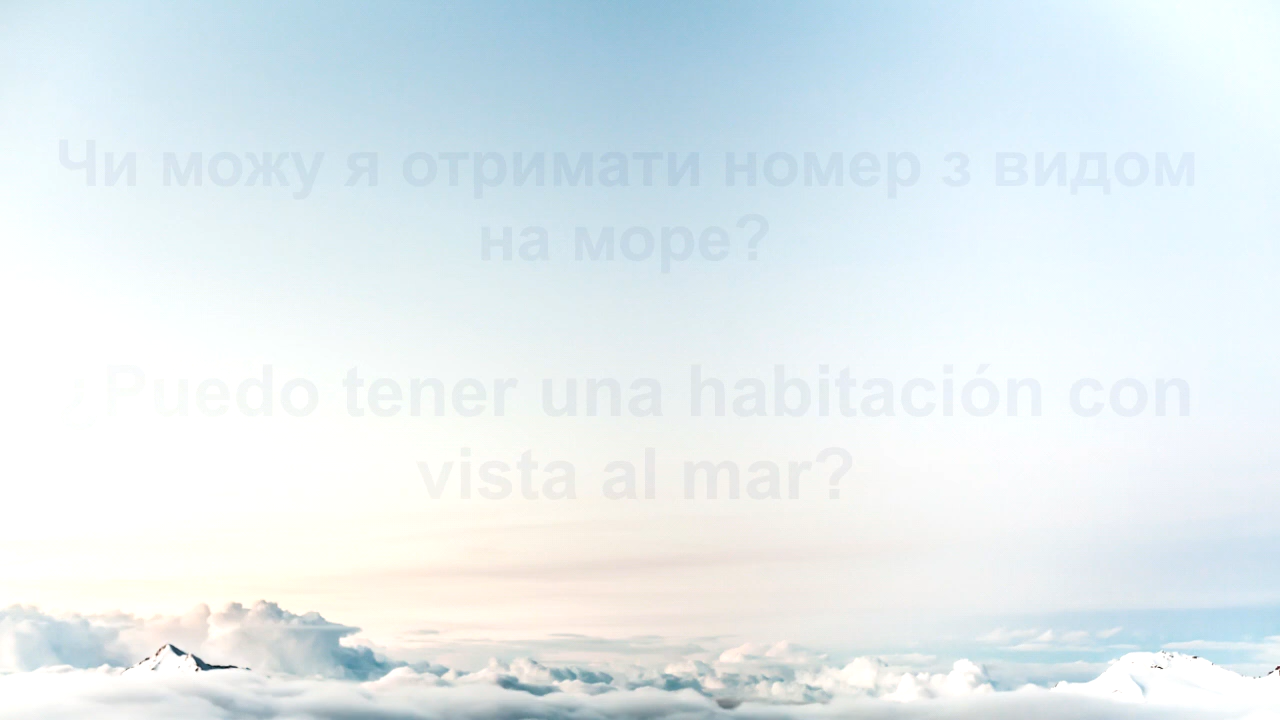 Чи можу я отримати номер з видом
на море?
¿Puedo tener una habitación con
vista al mar?